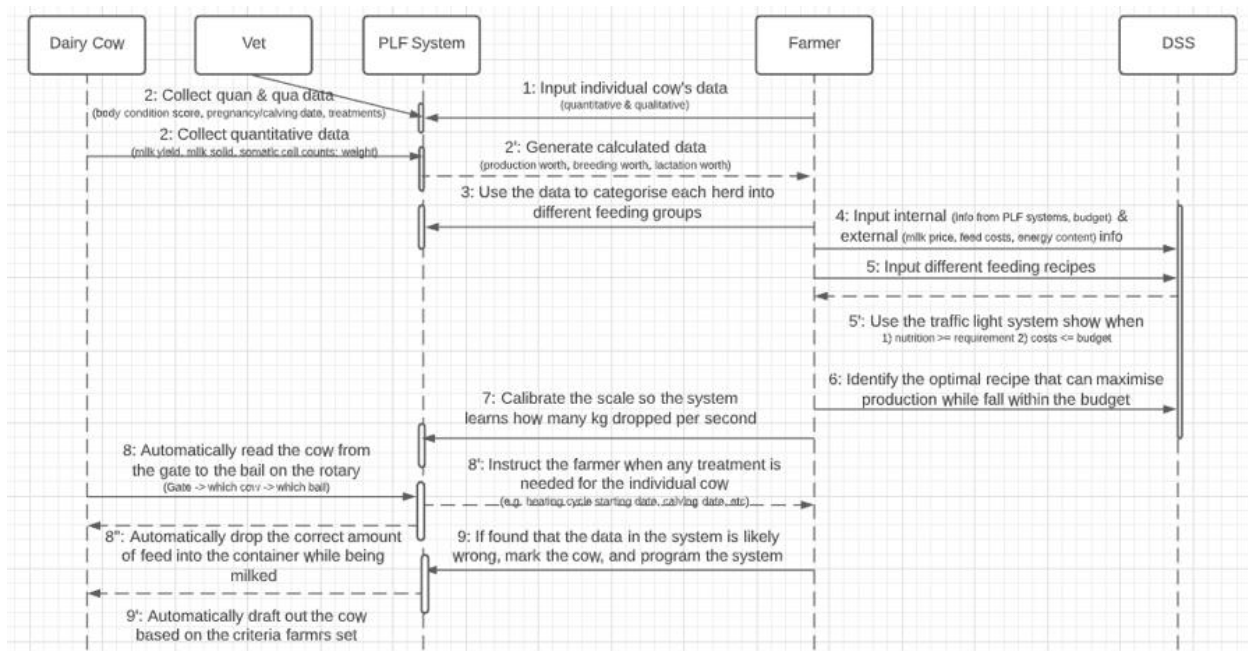 Dairy Cow
Vet
PLF System
Farmer
DSS
2: Collect quan & qua data
(body condition score, pregnancy/calving date, treatments)
1: Input individual cow's data
(quantitative & qualitative)
2: Collect quantitative data
(milk yield, milk solid, somatic cell counts; weight)
2': Generate calculated data
(production worth, breeding worth, lactation worth)
3: Use the data to categorise each herd into
different feeding groups
4: Input internal (info from PLF systems, budget) &
external (milk price, feed costs, energy content) info
5: Input different feeding recipes
5': Use the traffic light system show when
1) nutrition >= requirement 2) costs <= budget
6: Identify the optimal recipe that can maximise
production while fall within the budget
7: Calibrate the scale so the system
learns how many kg dropped per second
8: Automatically read the cow from
the gate to the bail on the rotary
(Gate -> which cow -> which bail)
8': Instruct the farmer when any treatment is
needed for the individual cow
(e.g. heating cycle starting date, calving date, etc)
8": Automatically drop the correct amount
of feed into the container while being
milked
9: If found that the data in the system is likely
wrong, mark the cow, and program the system
9': Automatically draft out the cow
based on the criteria farmrs set